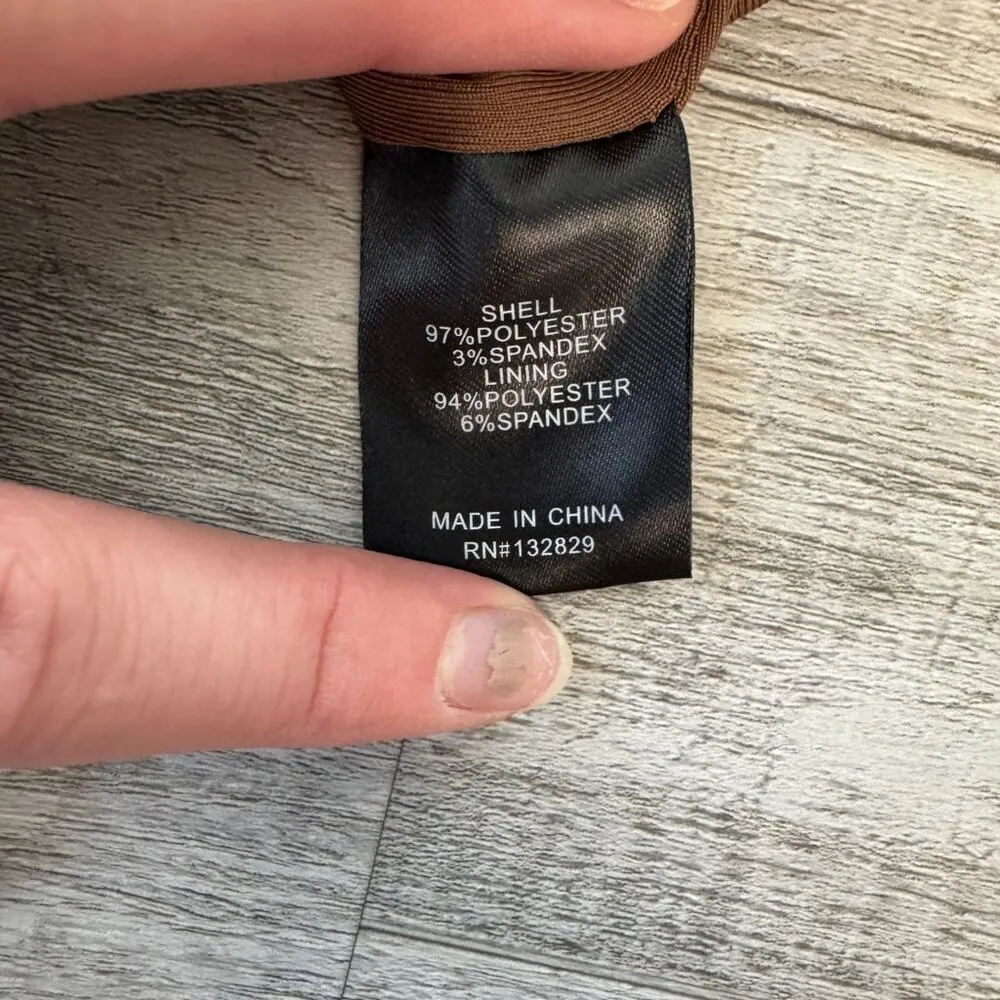 SHELL
97%POLYESTER
3%SPANDEX
LINING
94%POLYESTER
6%SPANDEX
MADE IN CHINA
RN#132829